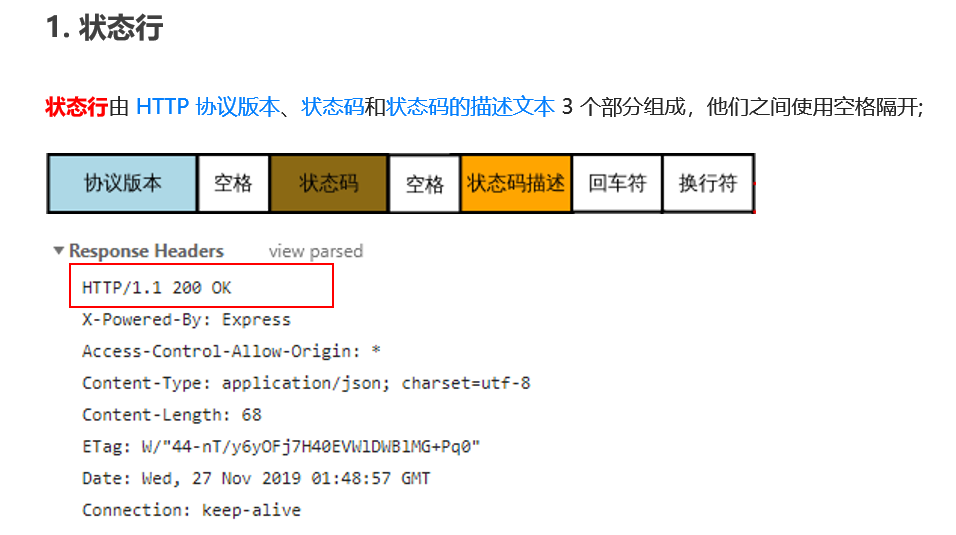 1. 状态行
状态行由 HTTP 协议版本、状态码和状态码的描述文本 3 个部分组成，他们之间使用空格隔开;
协议版本 空格 状态码 空格 状态码描述 回车符 换行符
Response Headers view parsed
HTTP/1.1 200 OK
X-Powered-By: Express
Access-Control-Allow-Origin: *
Content-Type: application/json; charset=utf-8
Content-Length: 68
ETag: W/"44-nT/y6yOFj7H40EVWlDWBlMG+Pq0"
Date: Wed, 27 Nov 2019 01:48:57 GMT
Connection: keep-alive